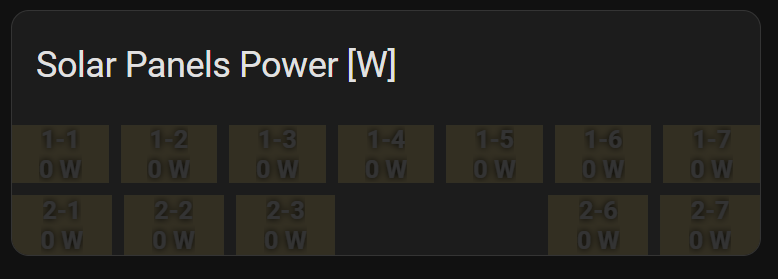 Solar Panels Power [W]
1-1 1-2 1-3 1-4 1-5 1-6 1-7
0 W 0 W 0 W 0 W 0 W 0 W 0 W
2-1 2-2 2-3 2-6 2-7
0 W 0 W 0 W 0 W 0 W